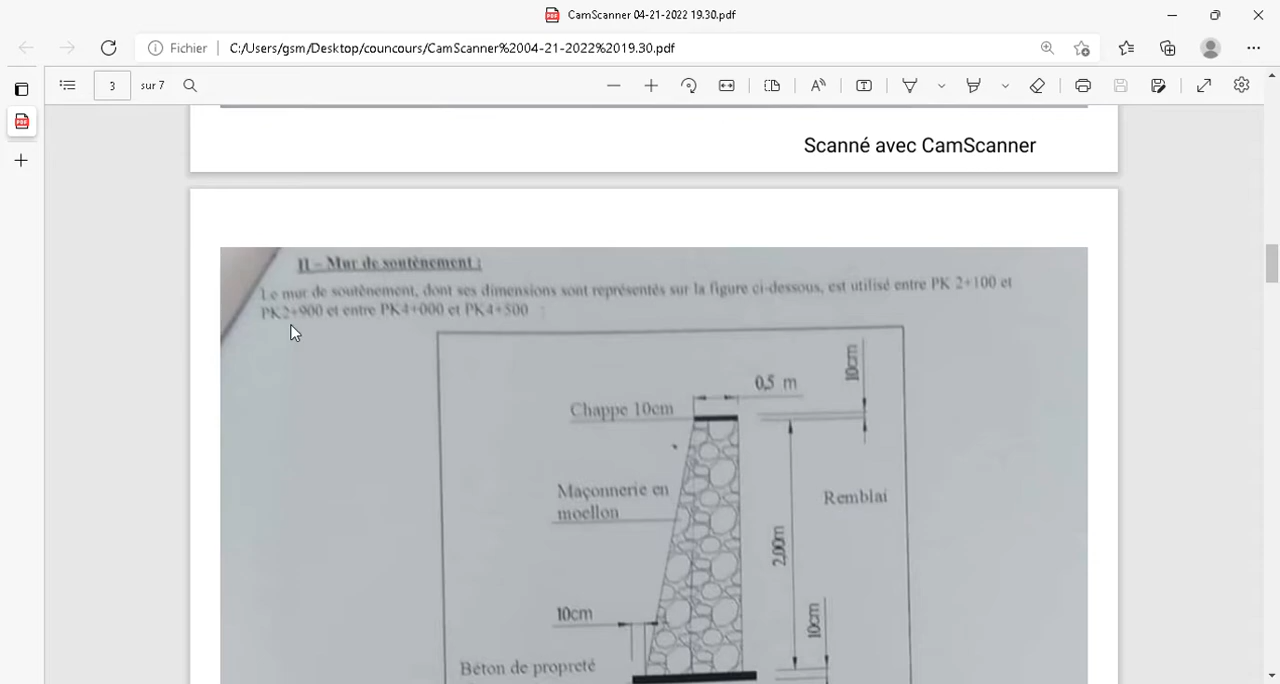 CamScanner 04-21-2022 19.30.pdf
Fichier
C:/Users/gsm/Desktop/councours/CamScanner%2004-21-2022%2019.30.pdf
3 sur 7
Scanné avec CamScanner
II – Mur de soutènement :
Le mur de soutènement, dont ses dimensions sont représentés sur la figure ci-dessous, est utilisé entre PK 2+100 et
PK2+900 et entre PK4+000 et PK4+500
10cm
0,5 m
Chappe 10cm
Maçonnerie en
moellon
Remblai
2,00m
10cm
10cm
Béton de propreté